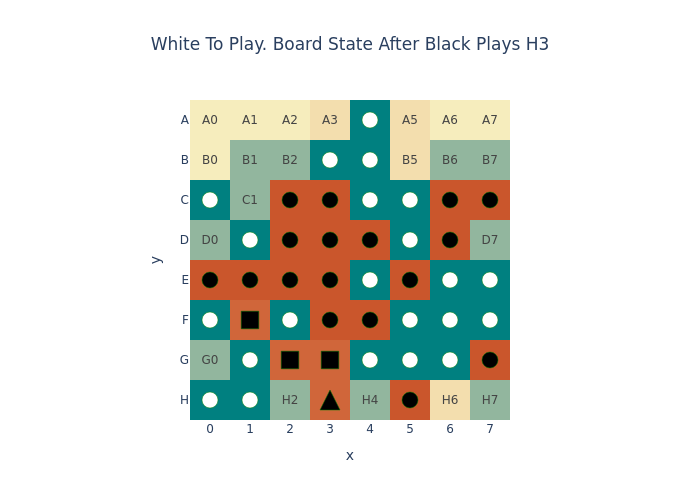 White To Play. Board State After Black Plays H3
A A0 A1 A2 A3 A5 A6 A7
B B0 B1 B2 B5 B6 B7
C C1
D D0 D7
E
F
G G0
H H2 H4 H6 H7
0 1 2 3 4 5 6 7
x
y